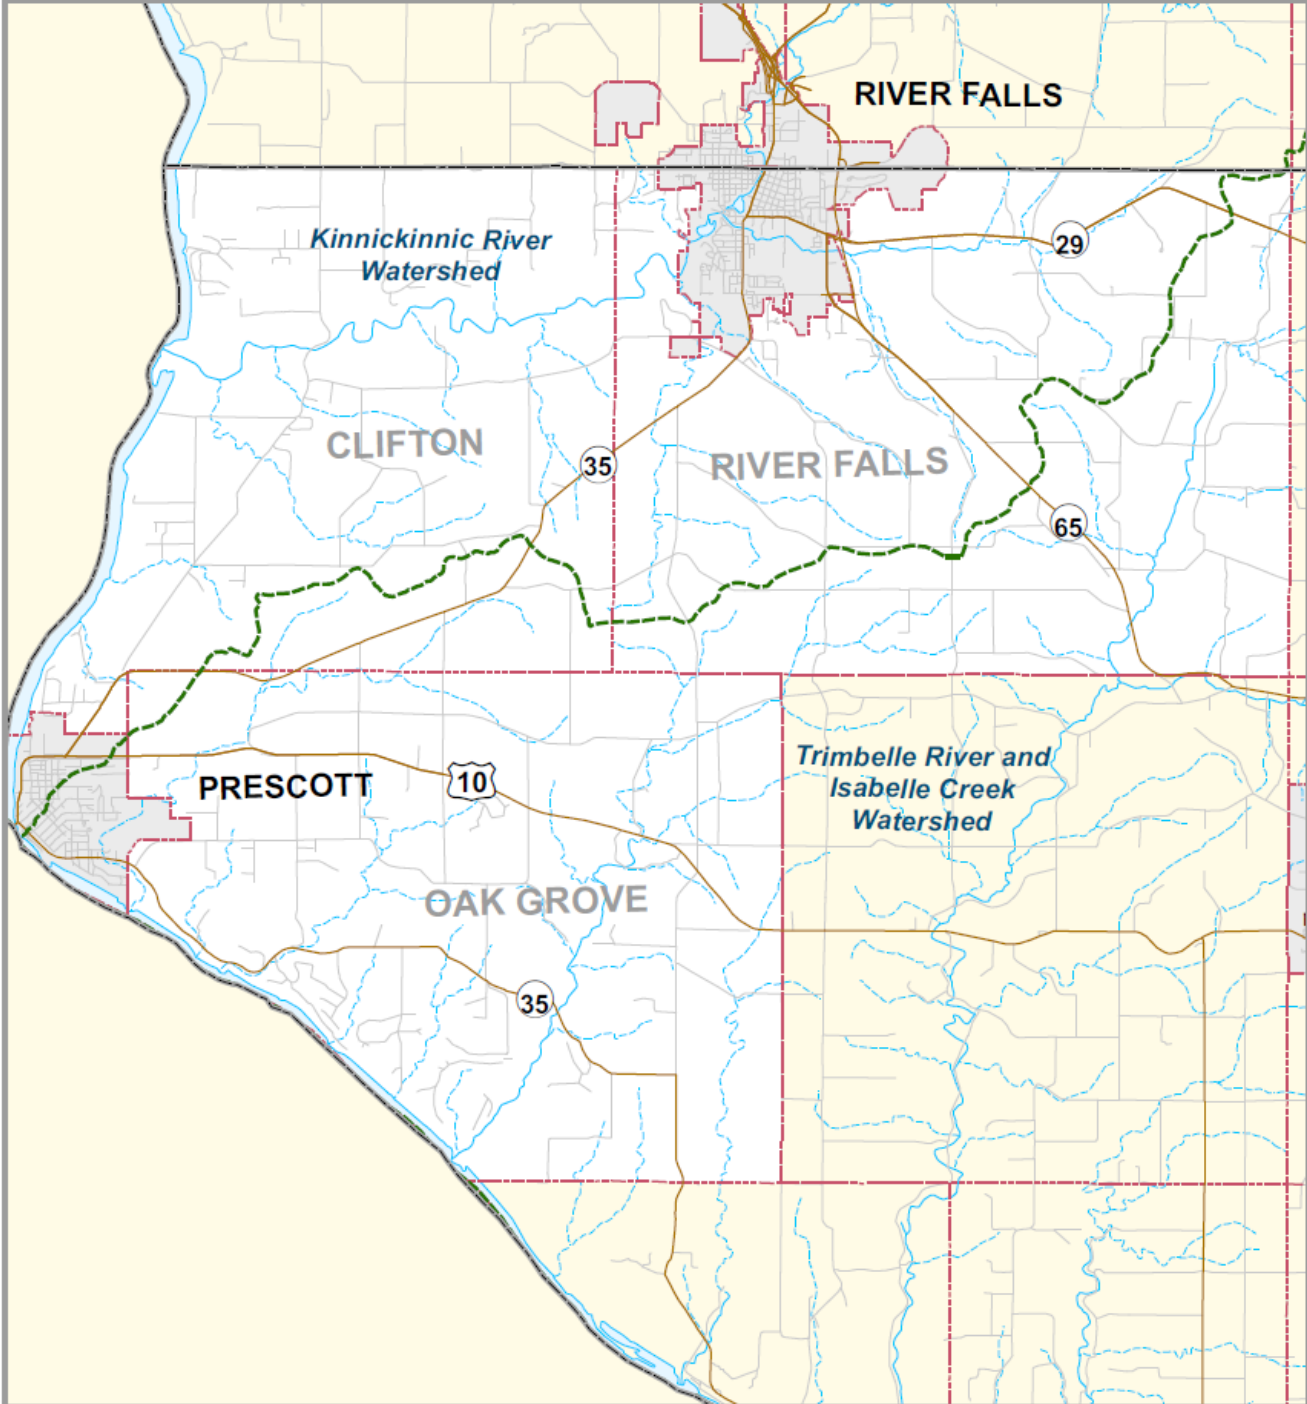 RIVER FALLS
Kinnickinnic River
Watershed
29
CLIFTON
35
RIVER FALLS
65
Trimbelle River and
Isabelle Creek
Watershed
PRESCOTT
10
OAK GROVE
35